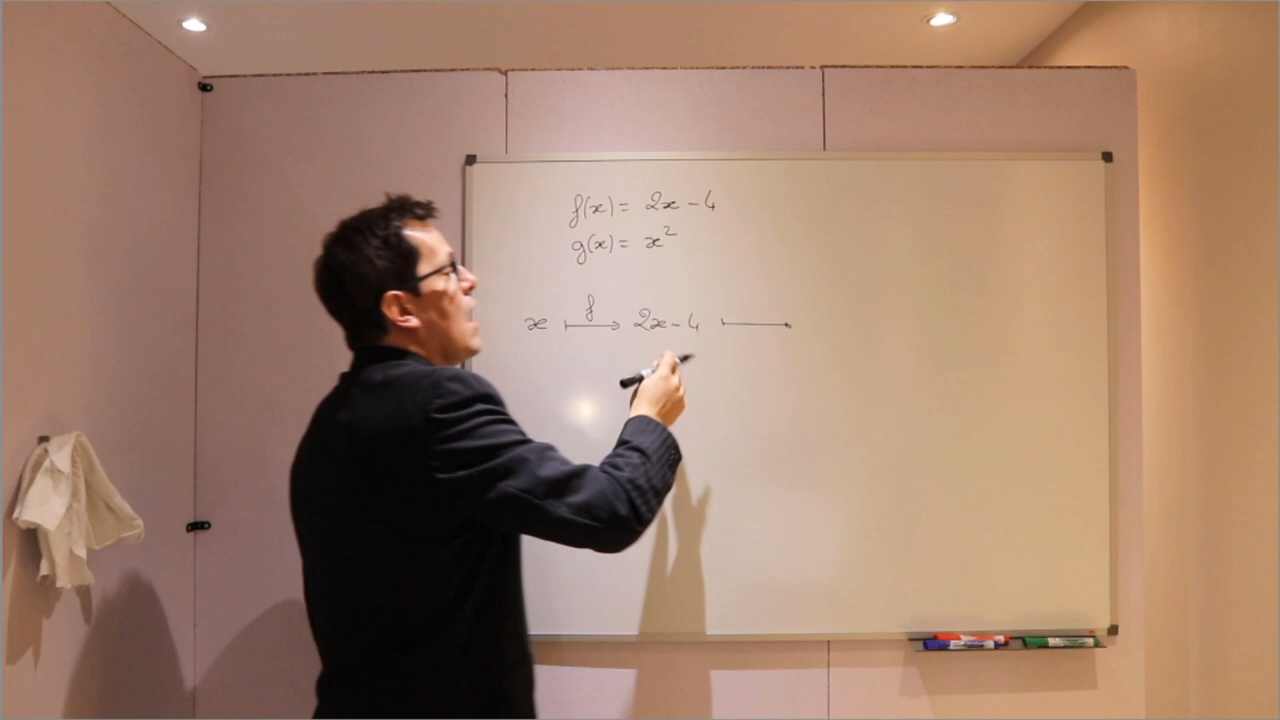 f(x) = 2x - 4
g(x) = x²
x ⟼ f 2x - 4 ⟼